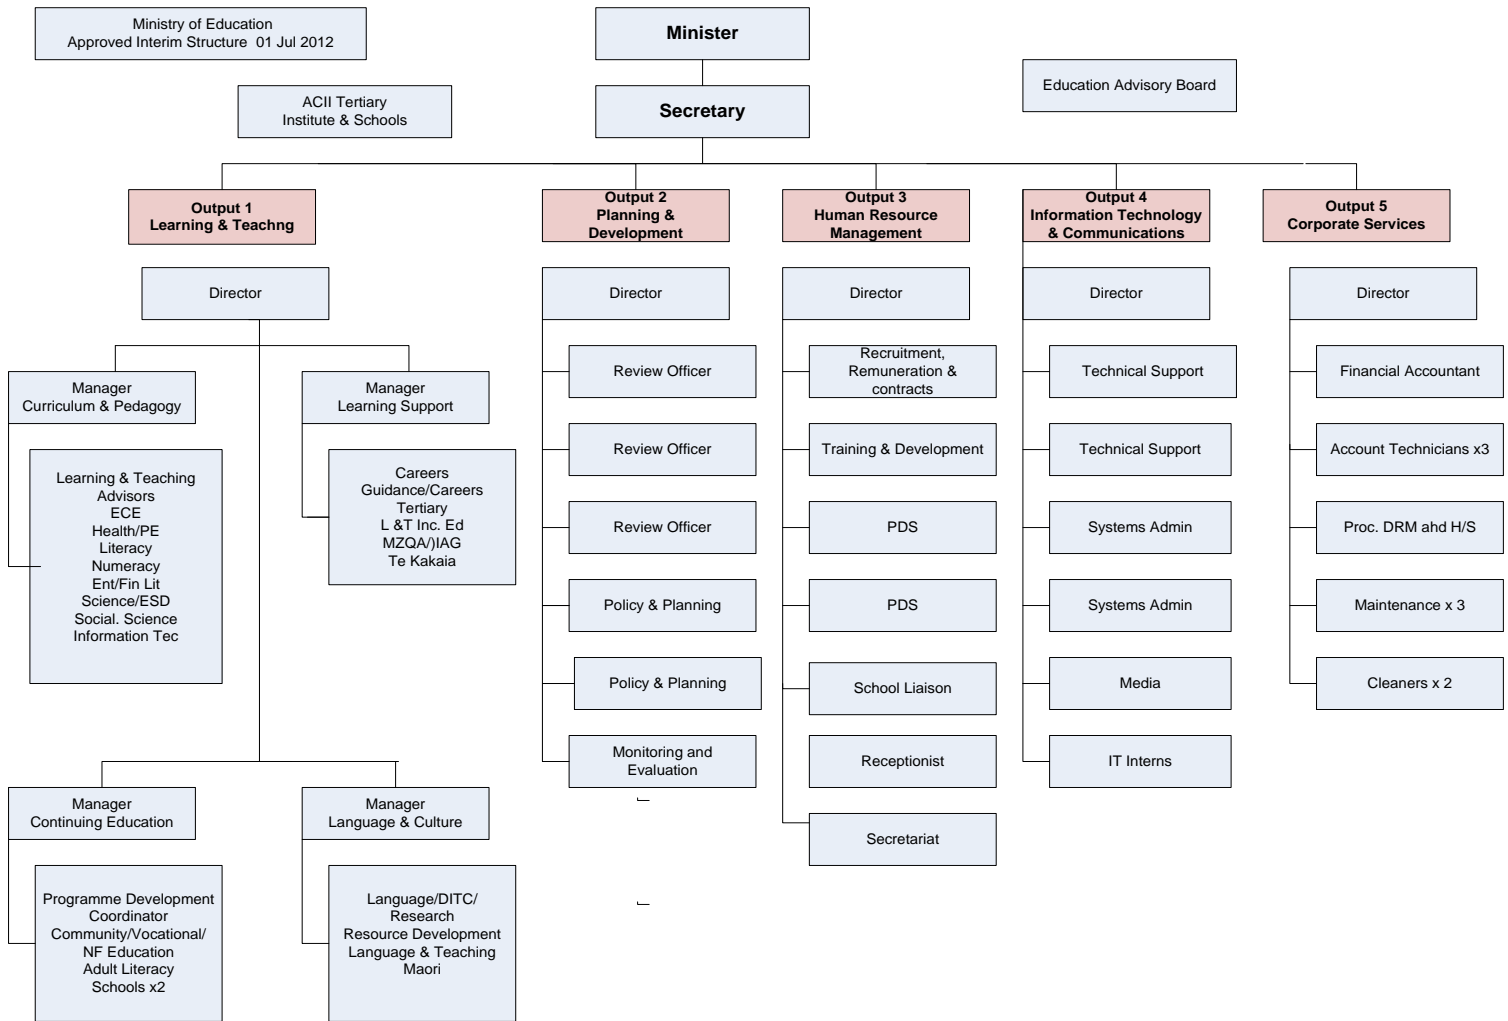 Ministry of Education
Approved Interim Structure 01 Jul 2012
Minister
Education Advisory Board
ACII Tertiary
Institute & Schools
Secretary
Output 1
Learning & Teachng
Output 2
Planning &
Development
Output 3
Human Resource
Management
Output 4
Information Technology
& Communications
Output 5
Corporate Services
Director
Director
Director
Director
Director
Manager
Curriculum & Pedagogy
Manager
Learning Support
Learning & Teaching
Advisors
ECE
Health/PE
Literacy
Numeracy
Ent/Fin Lit
Science/ESD
Social. Science
Information Tec
Careers
Guidance/Careers
Tertiary
L &T Inc. Ed
MZQA/)IAG
Te Kakaia
Manager
Continuing Education
Manager
Language & Culture
Programme Development
Coordinator
Community/Vocational/
NF Education
Adult Literacy
Schools x2
Language/DITC/
Research
Resource Development
Language & Teaching
Maori
Review Officer
Review Officer
Review Officer
Policy & Planning
Policy & Planning
Monitoring and
Evaluation
Recruitment,
Remuneration &
contracts
Training & Development
PDS
PDS
School Liaison
Receptionist
Secretariat
Technical Support
Technical Support
Systems Admin
Systems Admin
Media
IT Interns
Financial Accountant
Account Technicians x3
Proc. DRM ahd H/S
Maintenance x 3
Cleaners x 2